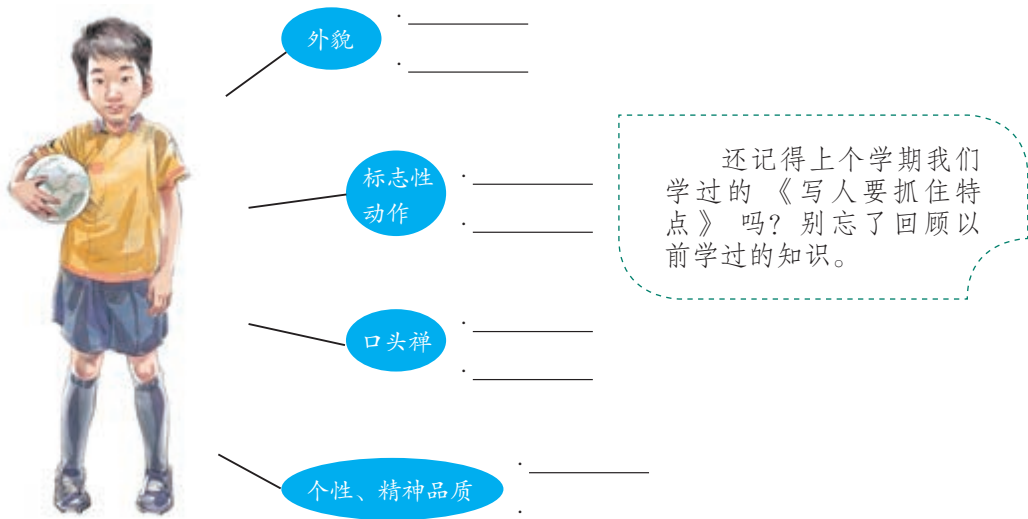 外貌
标志性
动作
还记得上个学期我们
学过的《写人要抓住特
点》吗？别忘了回顾以
前学过的知识。
口头禅
个性、精神品质